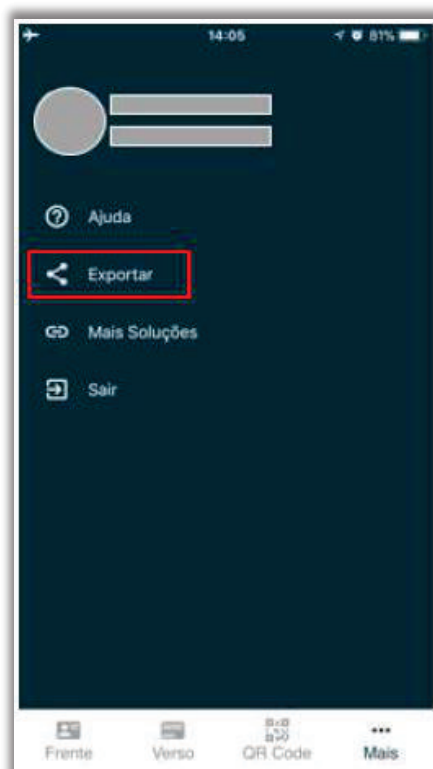 14:05 81%
Ajuda
Exportar
Mais Soluções
Sair
Frente Verso QR Code Mais